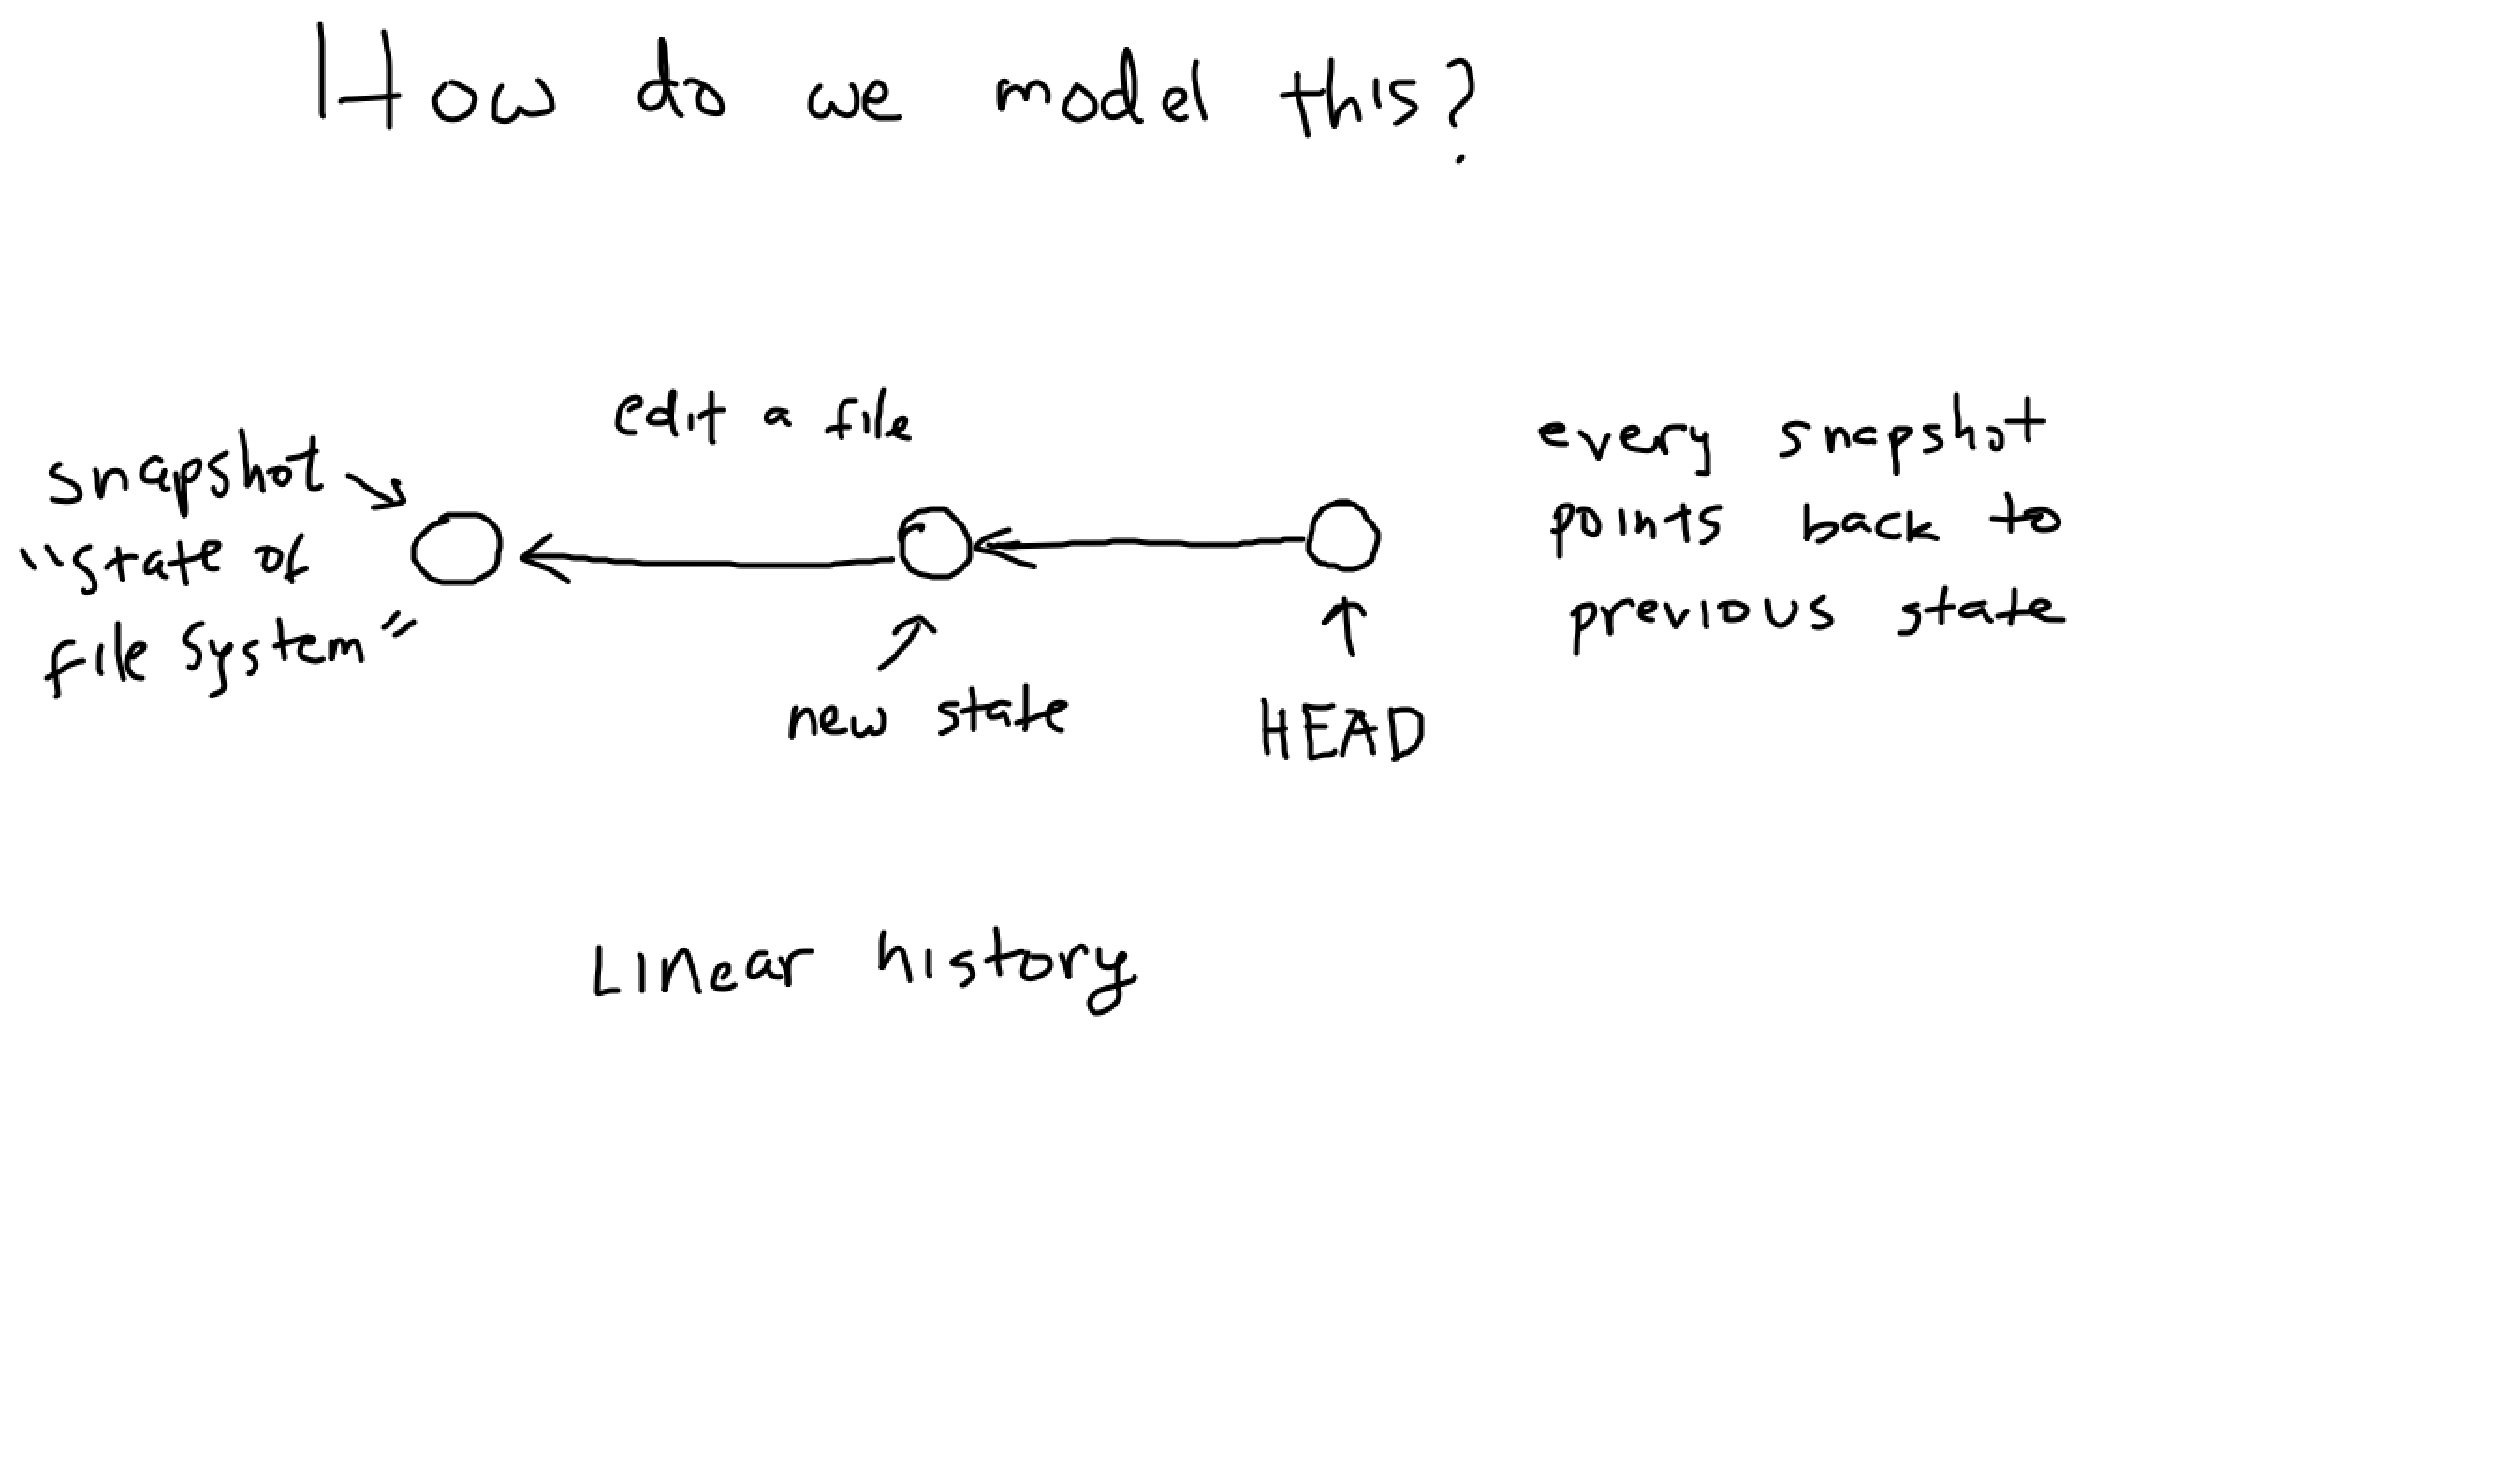 How do we model this?
edit a file
snapshot
"state of
file system"
new state
HEAD
every snapshot
points back to
previous state
Linear history